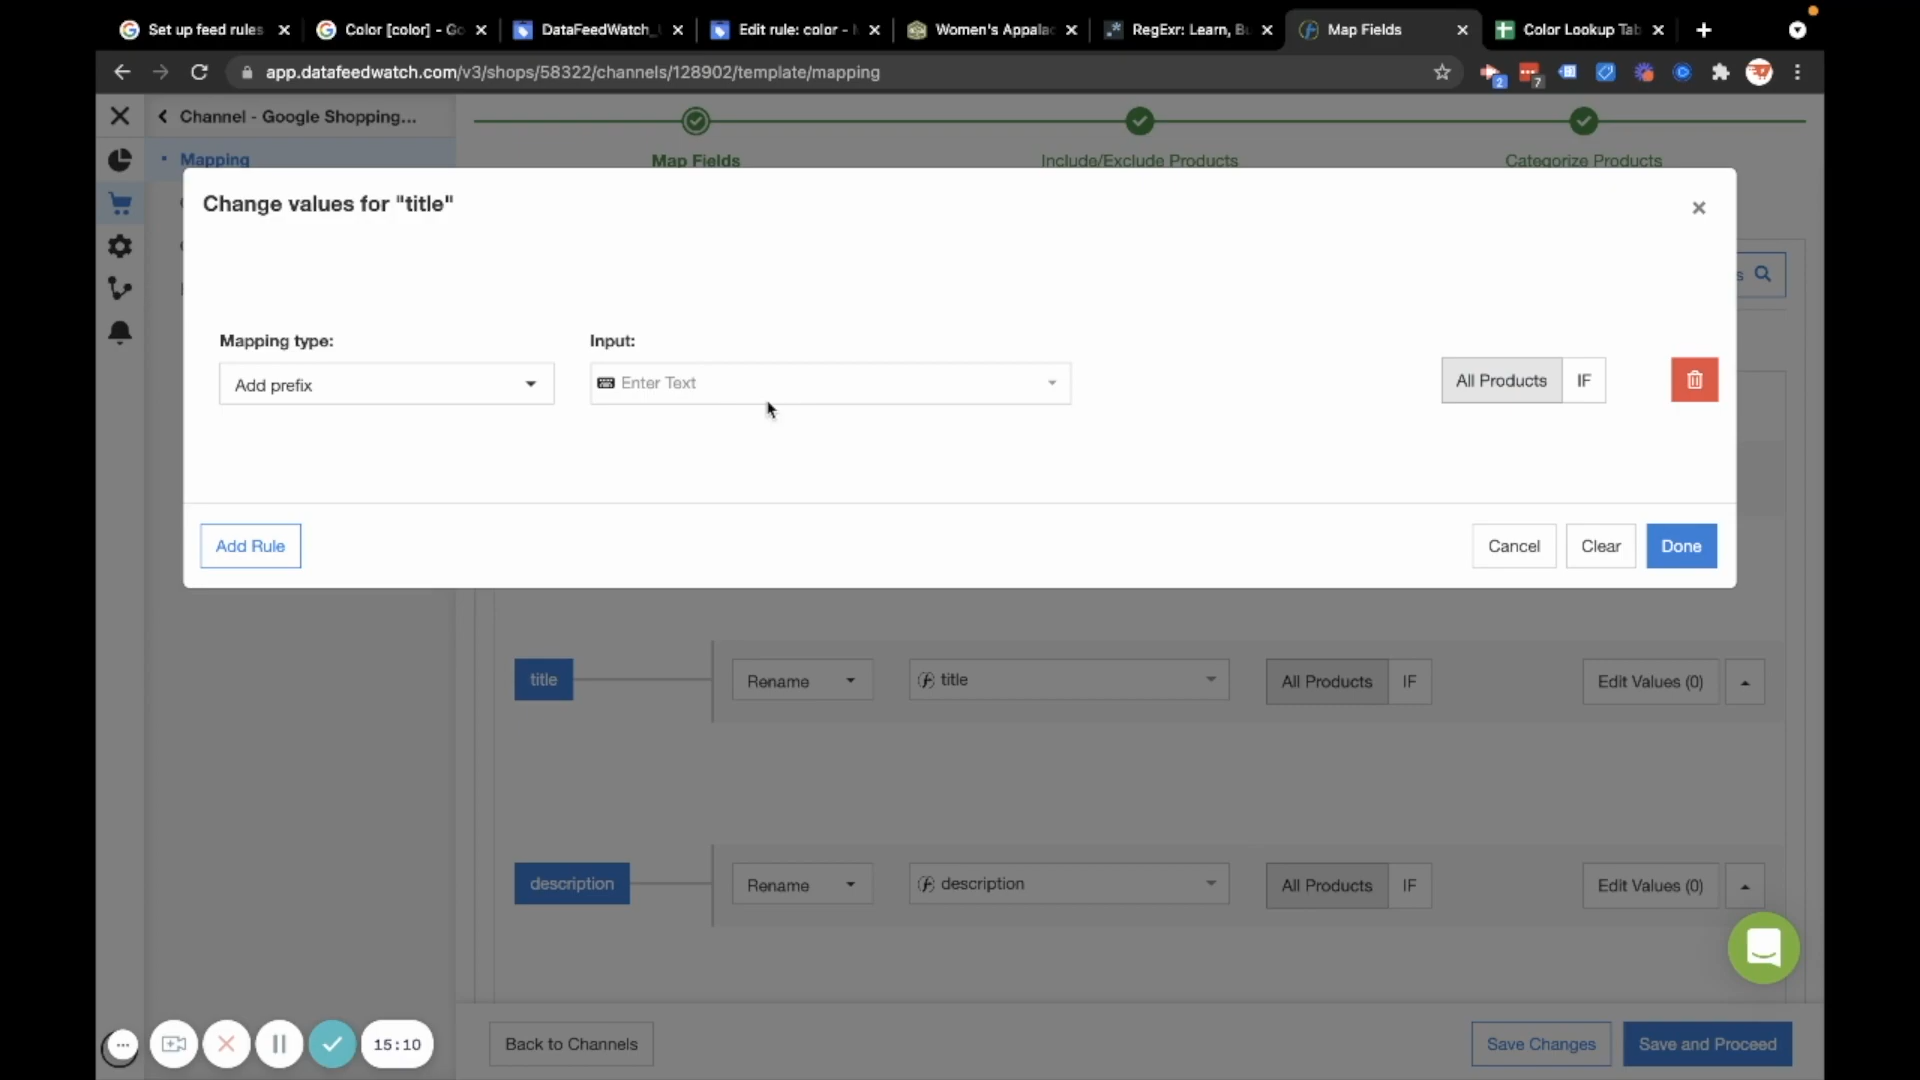 Set up feed rules
Color [color] - Go
DataFeedWatch_
Edit rule: color -
Women's Appalac
RegExr: Learn, Bu
Map Fields
Color Lookup Tab
app.datafeedwatch.com/v3/shops/58322/channels/128902/template/mapping
2
7
Channel - Google Shopping...
Mapping
Map Fields
Include/Exclude Products
Categorize Products
Change values for "title"
Mapping type:
Input:
Add prefix
Enter Text
All Products
IF
Add Rule
Cancel
Clear
Done
title
Rename
title
All Products
IF
Edit Values (0)
description
Rename
description
All Products
IF
Edit Values (0)
15:10
Back to Channels
Save Changes
Save and Proceed